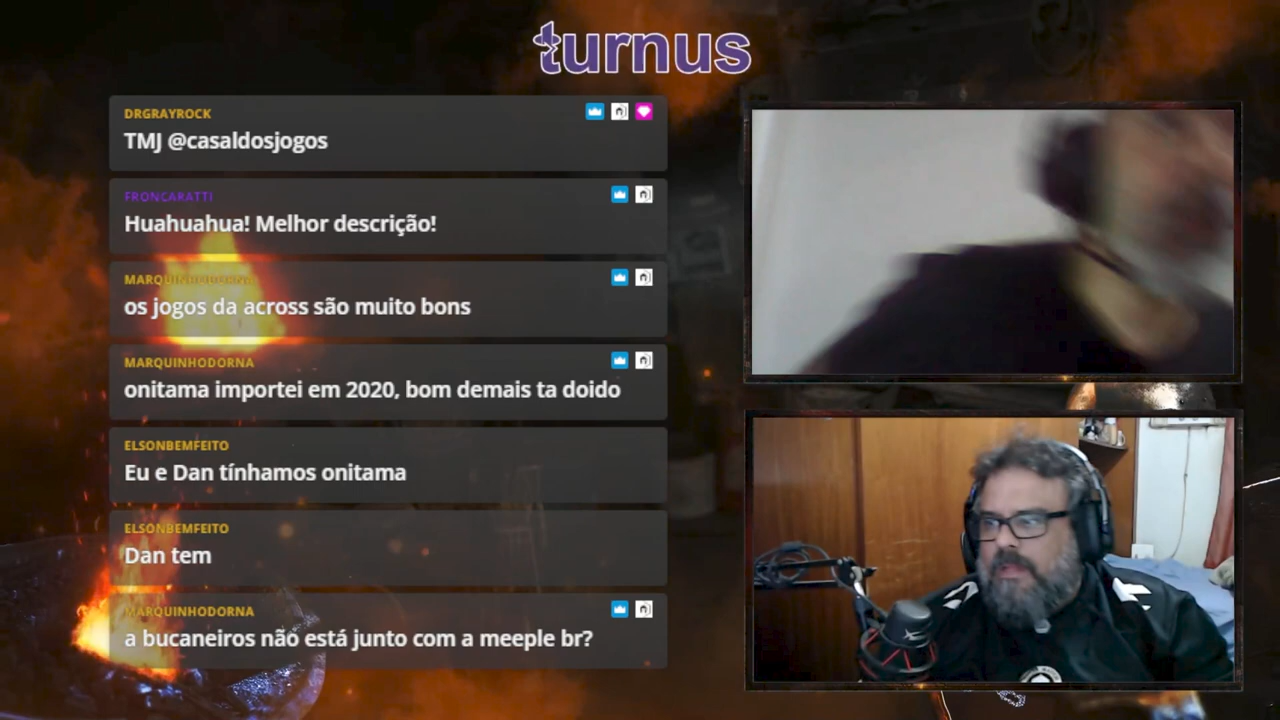 turnus
DRGRAYROCK
TMJ @casaldosjogos
FRONCARATTI
Huahuahua! Melhor descrição!
MARQUINHODORNA
os jogos da across são muito bons
MARQUINHODORNA
onitama importei em 2020, bom demais ta doido
ELSONBEMFEITO
Eu e Dan tínhamos onitama
ELSONBEMFEITO
Dan tem
MARQUINHODORNA
a bucaneiros não está junto com a meeple br?